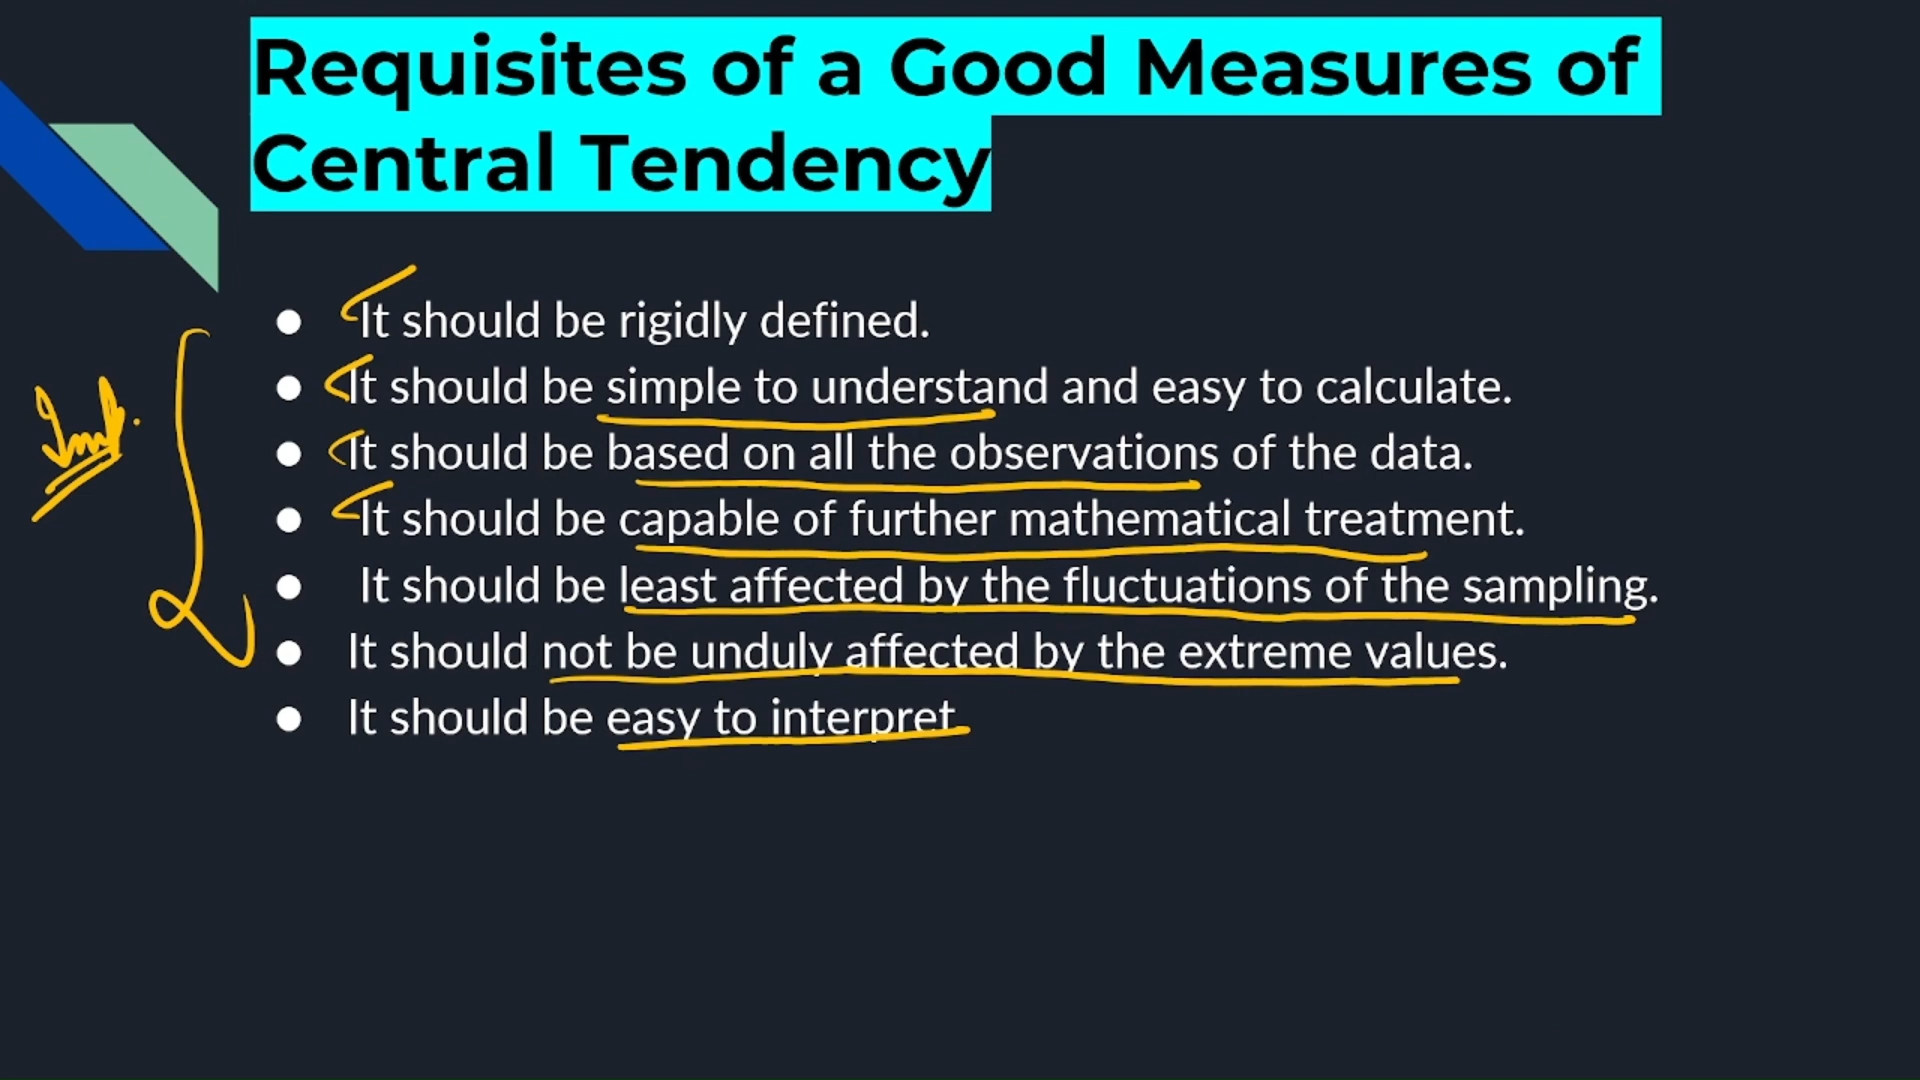 Requisites of a Good Measures of
Central Tendency
● It should be rigidly defined.
● It should be simple to understand and easy to calculate.
Imp.
● It should be based on all the observations of the data.
● It should be capable of further mathematical treatment.
● It should be least affected by the fluctuations of the sampling.
● It should not be unduly affected by the extreme values.
● It should be easy to interpret.